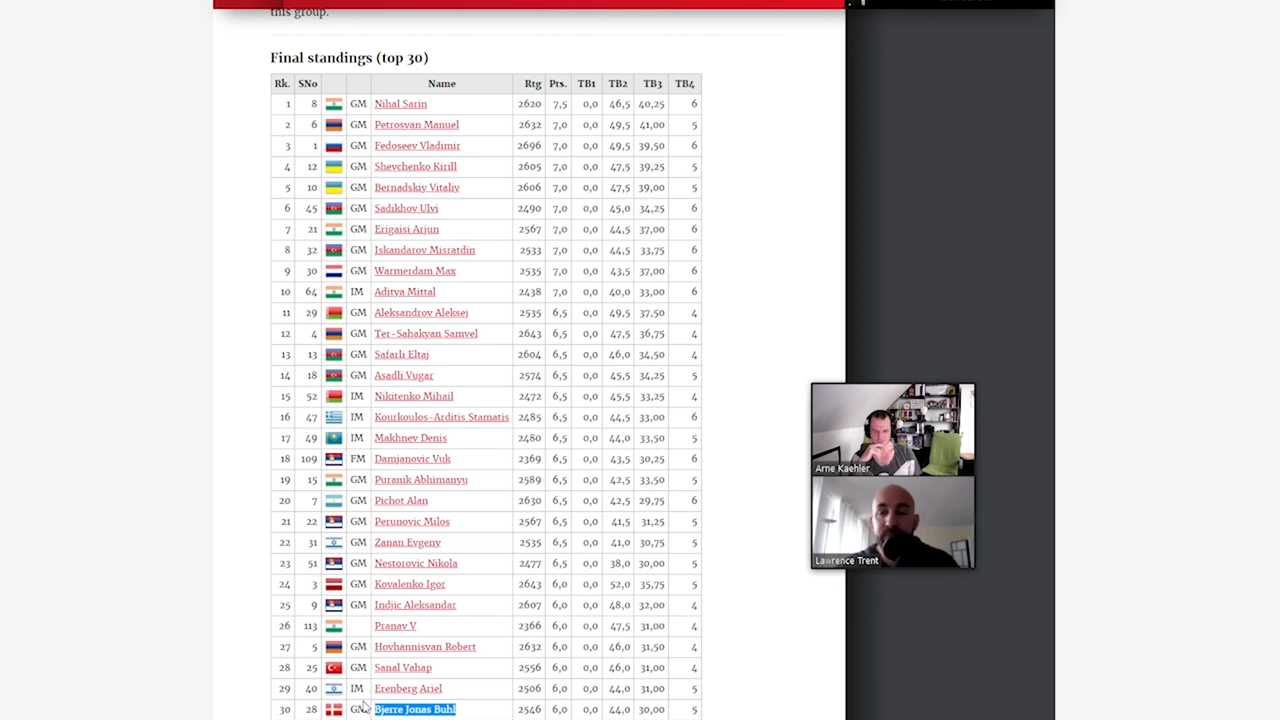 this group.
Final standings (top 30)
Rk. SNo Name Rtg Pts. TB1 TB2 TB3 TB4
1 8 GM Nihal Sarin 2620 7,5 0,0 46,5 40,25 6
2 6 GM Petrosyan Manuel 2632 7,0 0,0 49,5 41,00 5
3 1 GM Fedoseev Vladimir 2696 7,0 0,0 49,5 39,50 6
4 12 GM Shevchenko Kirill 2605 7,0 0,0 47,5 39,25 5
5 10 GM Bernadskiy Vitaliy 2606 7,0 0,0 47,5 39,00 5
6 45 GM Sadikhov Ulvi 2490 7,0 0,0 45,0 34,25 6
7 21 GM Erigaisi Arjun 2567 7,0 0,0 44,5 37,00 6
8 32 GM Iskandarov Misratdin 2533 7,0 0,0 44,5 33,75 6
9 30 GM Warmerdam Max 2535 7,0 0,0 43,5 37,00 6
10 64 IM Aditya Mittal 2438 7,0 0,0 40,0 33,00 6
11 29 GM Aleksandrov Aleksej 2535 6,5 0,0 49,5 37,50 4
12 4 GM Ter-Sahakyan Samvel 2643 6,5 0,0 47,5 36,75 4
13 13 GM Safarli Eltaj 2604 6,5 0,0 46,0 34,50 4
14 18 GM Asadli Vugar 2574 6,5 0,0 45,5 34,25 5
15 52 IM Nikitenko Mihail 2472 6,5 0,0 45,5 33,25 4
16 47 IM Kourkoulos-Arditis Stamatis 2485 6,5 0,0 44,5 35,00 6
17 49 IM Makhnev Denis 2480 6,5 0,0 44,0 33,50 5
18 109 FM Damjanovic Vuk 2369 6,5 0,0 43,5 30,25 6
19 15 GM Puranik Abhimanyu 2589 6,5 0,0 42,5 33,50 5
20 7 GM Pichot Alan 2630 6,5 0,0 42,5 29,75 6
21 22 GM Perunovic Milos 2567 6,5 0,0 41,5 31,25 5
22 31 GM Zanan Evgeny 2535 6,5 0,0 41,0 30,75 5
23 51 GM Nestorovic Nikola 2477 6,5 0,0 38,0 30,00 5
24 3 GM Kovalenko Igor 2643 6,0 0,0 52,0 35,75 5
25 9 GM Indjic Aleksandar 2607 6,0 0,0 48,0 32,00 4
26 113 Pranav V 2366 6,0 0,0 47,5 31,00 4
27 5 GM Hovhannisyan Robert 2632 6,0 0,0 46,0 31,50 4
28 25 GM Sanal Vahap 2556 6,0 0,0 46,0 31,00 4
29 40 IM Erenberg Ariel 2506 6,0 0,0 44,0 31,00 5
30 28 GM Bjerre Jonas Buhl 2546 6,0 0,0 44,0 30,00 5
Arne Kaehler
Lawrence Trent